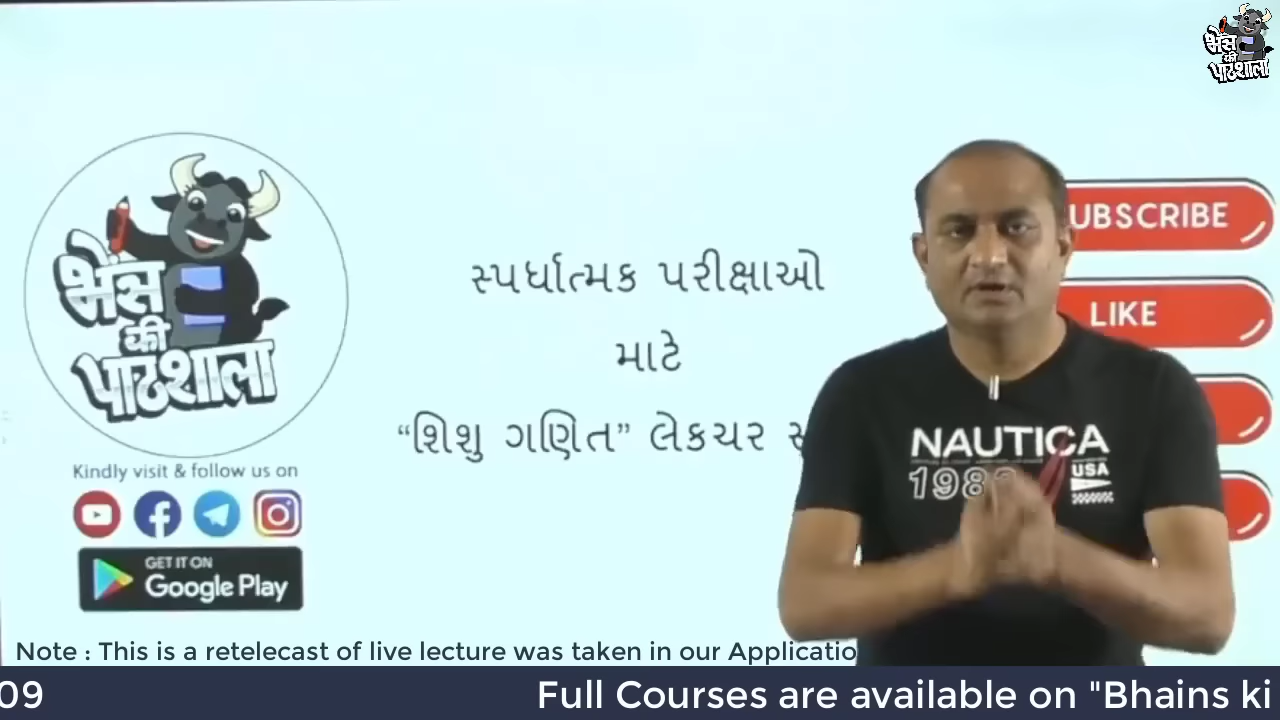 भैंस
की
पाठशाला
भैंस
की
पाठशाला
Kindly visit & follow us on
GET IT ON
Google Play
સ્પર્ધાત્મક પરીક્ષાઓ
માટે
“શિશુ ગણિત” લેકચર
UBSCRIBE
LIKE
NAUTICA
USA
Note : This is a retelecast of live lecture was taken in our Applicatio
09
Full Courses are available on "Bhains ki